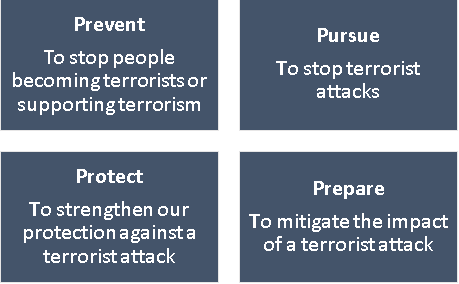 Prevent
To stop people
becoming terrorists or
supporting terrorism
Pursue
To stop terrorist
attacks
Protect
To strengthen our
protection against a
terrorist attack
Prepare
To mitigate the impact
of a terrorist attack